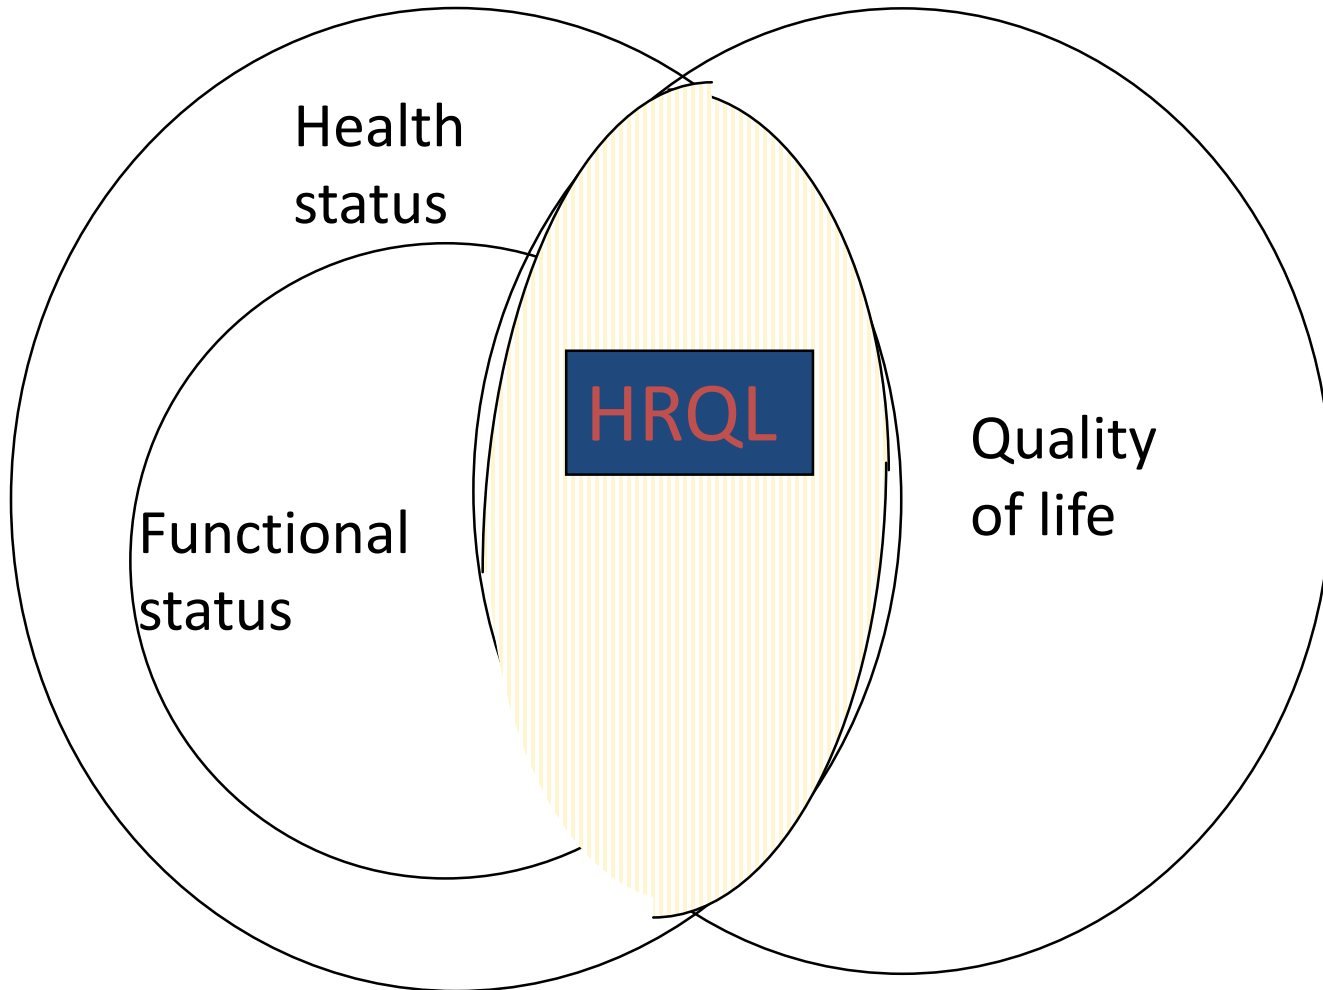 Health
status
HRQL
Quality
of life
Functional
status